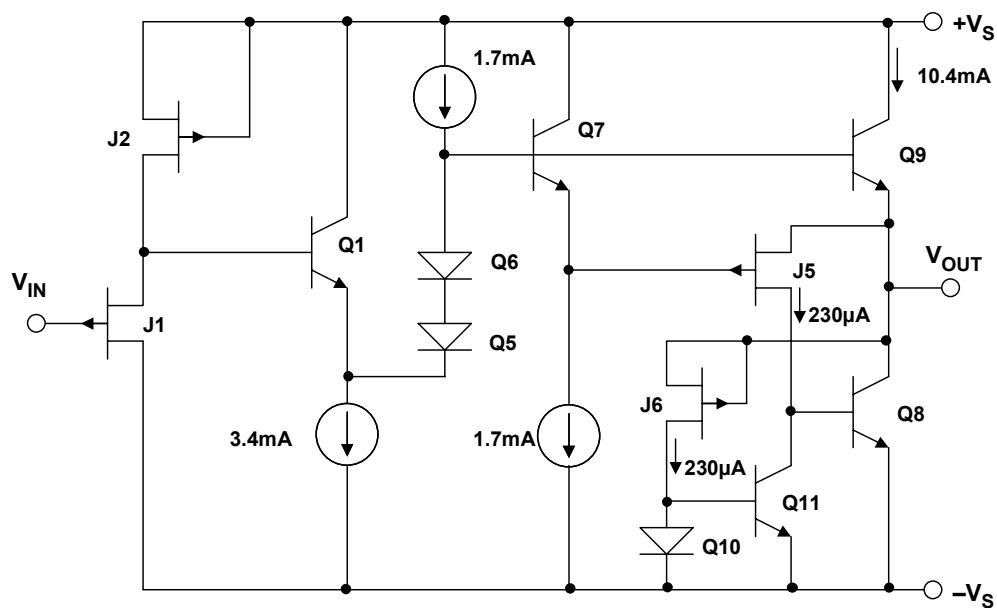 +VS
1.7mA
10.4mA
Q7
J2
Q9
Q1
Q6
VIN
J5
VOUT
J1
230µA
Q5
J6
Q8
3.4mA
1.7mA
230µA
Q11
Q10
–VS